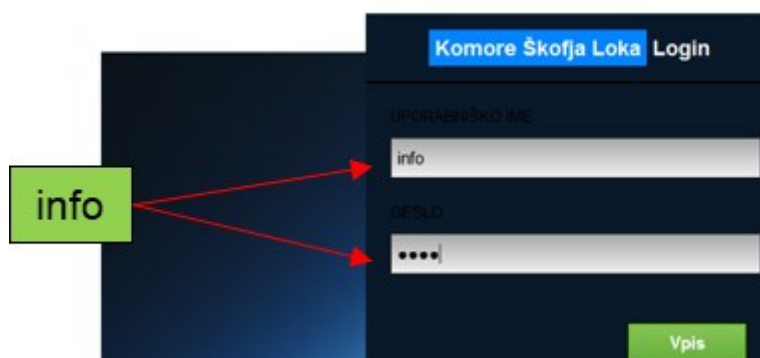 Komore Škofja Loka Login
UPORABNIŠKO IME
info
info
GESLO
••••
Vpis